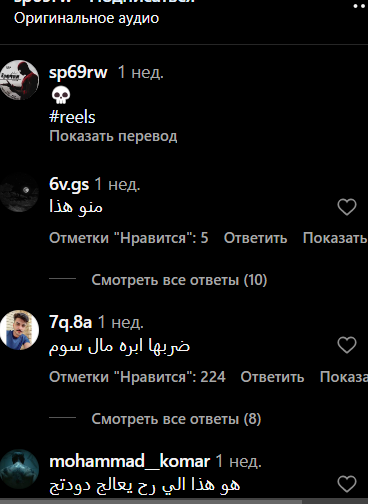 Оригинальное аудио
sp69rw 1 нед.
💀
#reels
Показать перевод
6v.gs 1 нед.
منو هذا
Отметки "Нравится": 5 Ответить Показать
Смотреть все ответы (10)
7q.8a 1 нед.
ضربها ابره مال سوم
Отметки "Нравится": 224 Ответить Показа
Смотреть все ответы (8)
mohammad__komar 1 нед.
هو هذا الي رح يعالج دودتج